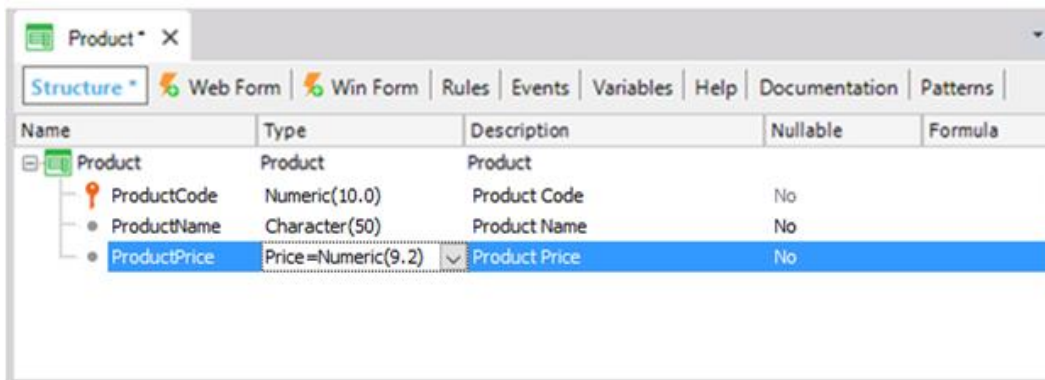 Product *
Structure * Web Form Win Form Rules Events Variables Help Documentation Patterns
Name Type Description Nullable Formula
Product Product Product
ProductCode Numeric(10.0) Product Code No
ProductName Character(50) Product Name No
ProductPrice Price=Numeric(9.2) Product Price No